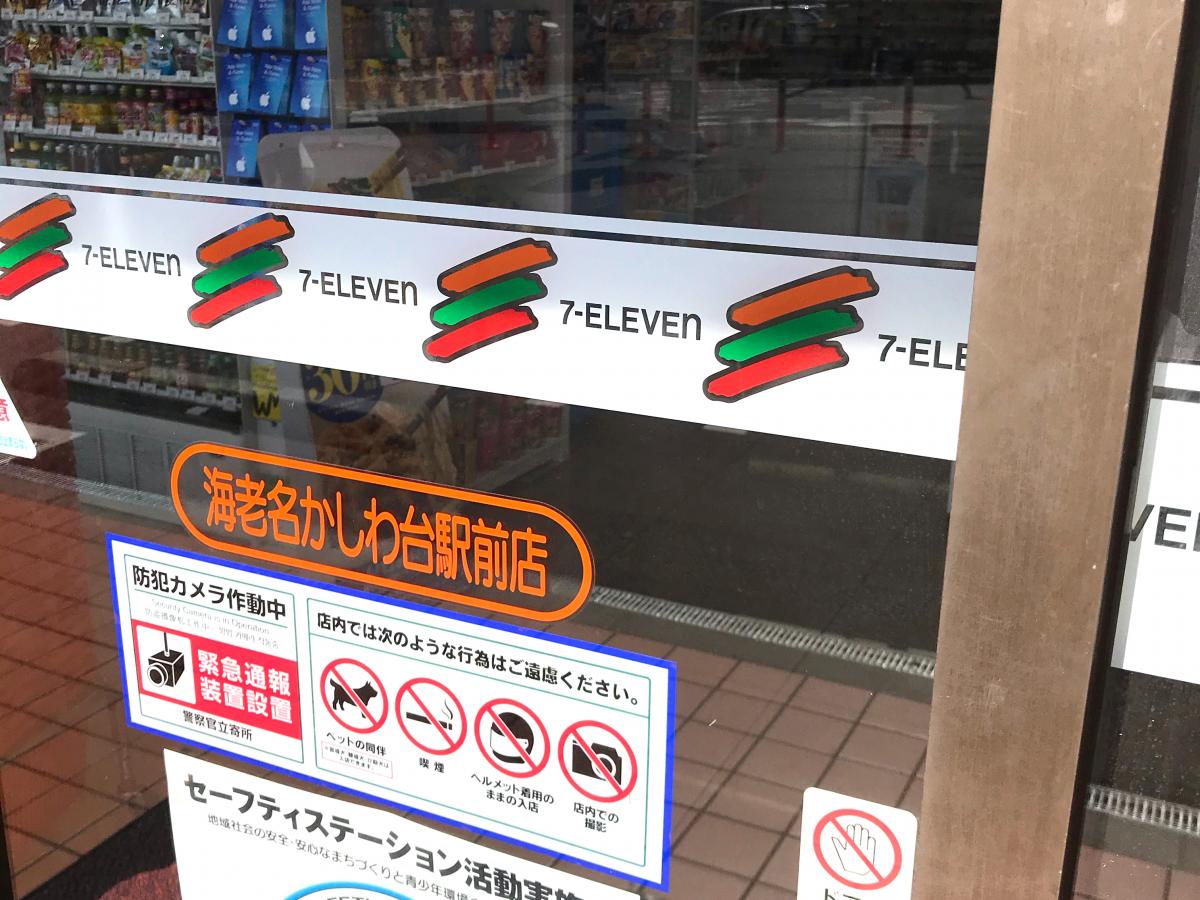 7-ELEVEn
7-ELEVEn
7-ELEVEn
7-ELE
VE
30
海老名かしわ台駅前店
防犯カメラ作動中
Security Camera is in Operation
緊急通報
装置設置
警察官立寄所
店内では次のような行為はご遠慮ください。
ペットの同伴
喫煙
ヘルメット着用の
ままの入店
店内での
撮影
セーフティステーション活動実施
地域社会の安全・安心なまちづくりと青少年環境